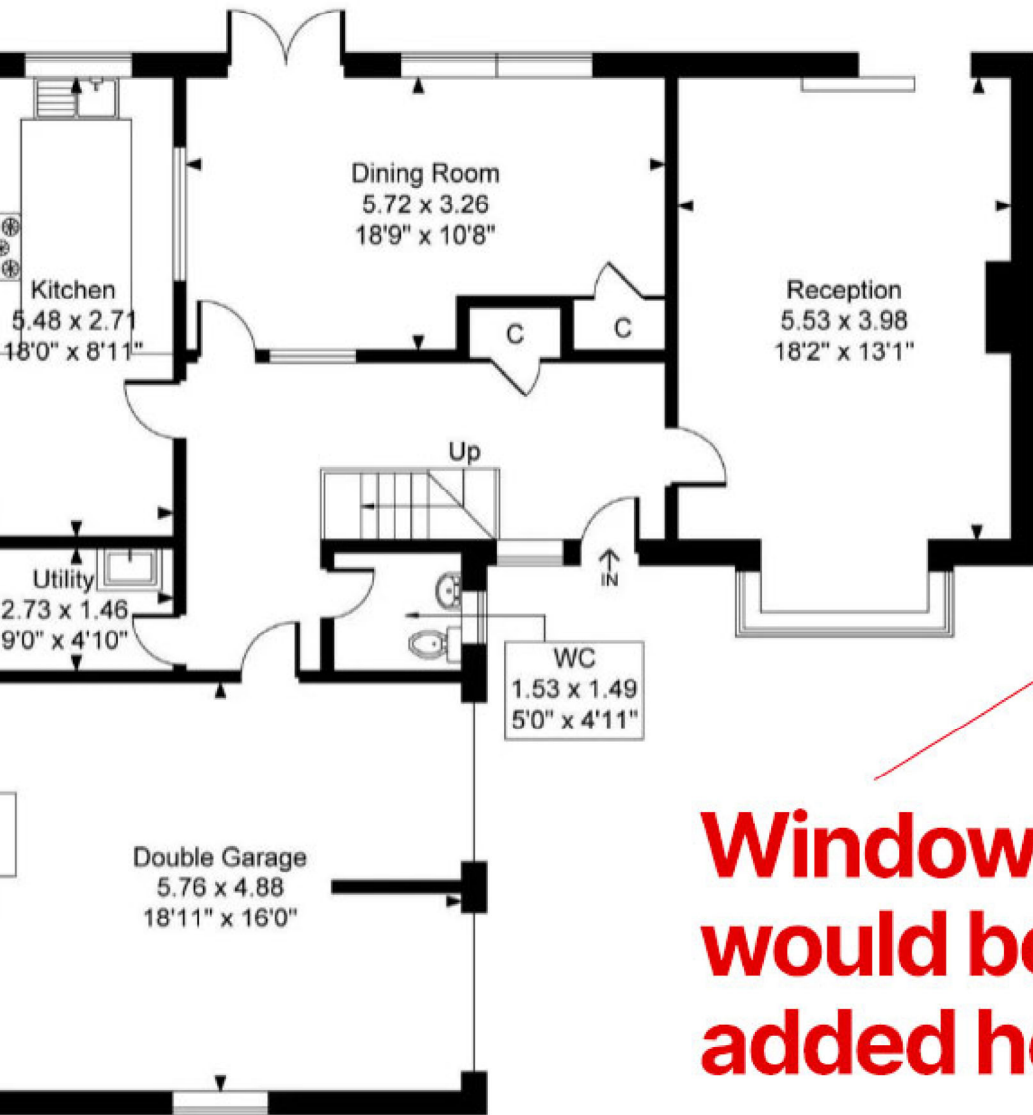 Dining Room
5.72 x 3.26
18'9" x 10'8"
Kitchen
5.48 x 2.71
18'0" x 8'11"
Reception
5.53 x 3.98
18'2" x 13'1"
C
C
Up
IN
Utility
2.73 x 1.46
9'0" x 4'10"
WC
1.53 x 1.49
5'0" x 4'11"
Double Garage
5.76 x 4.88
18'11" x 16'0"
Window
would
added